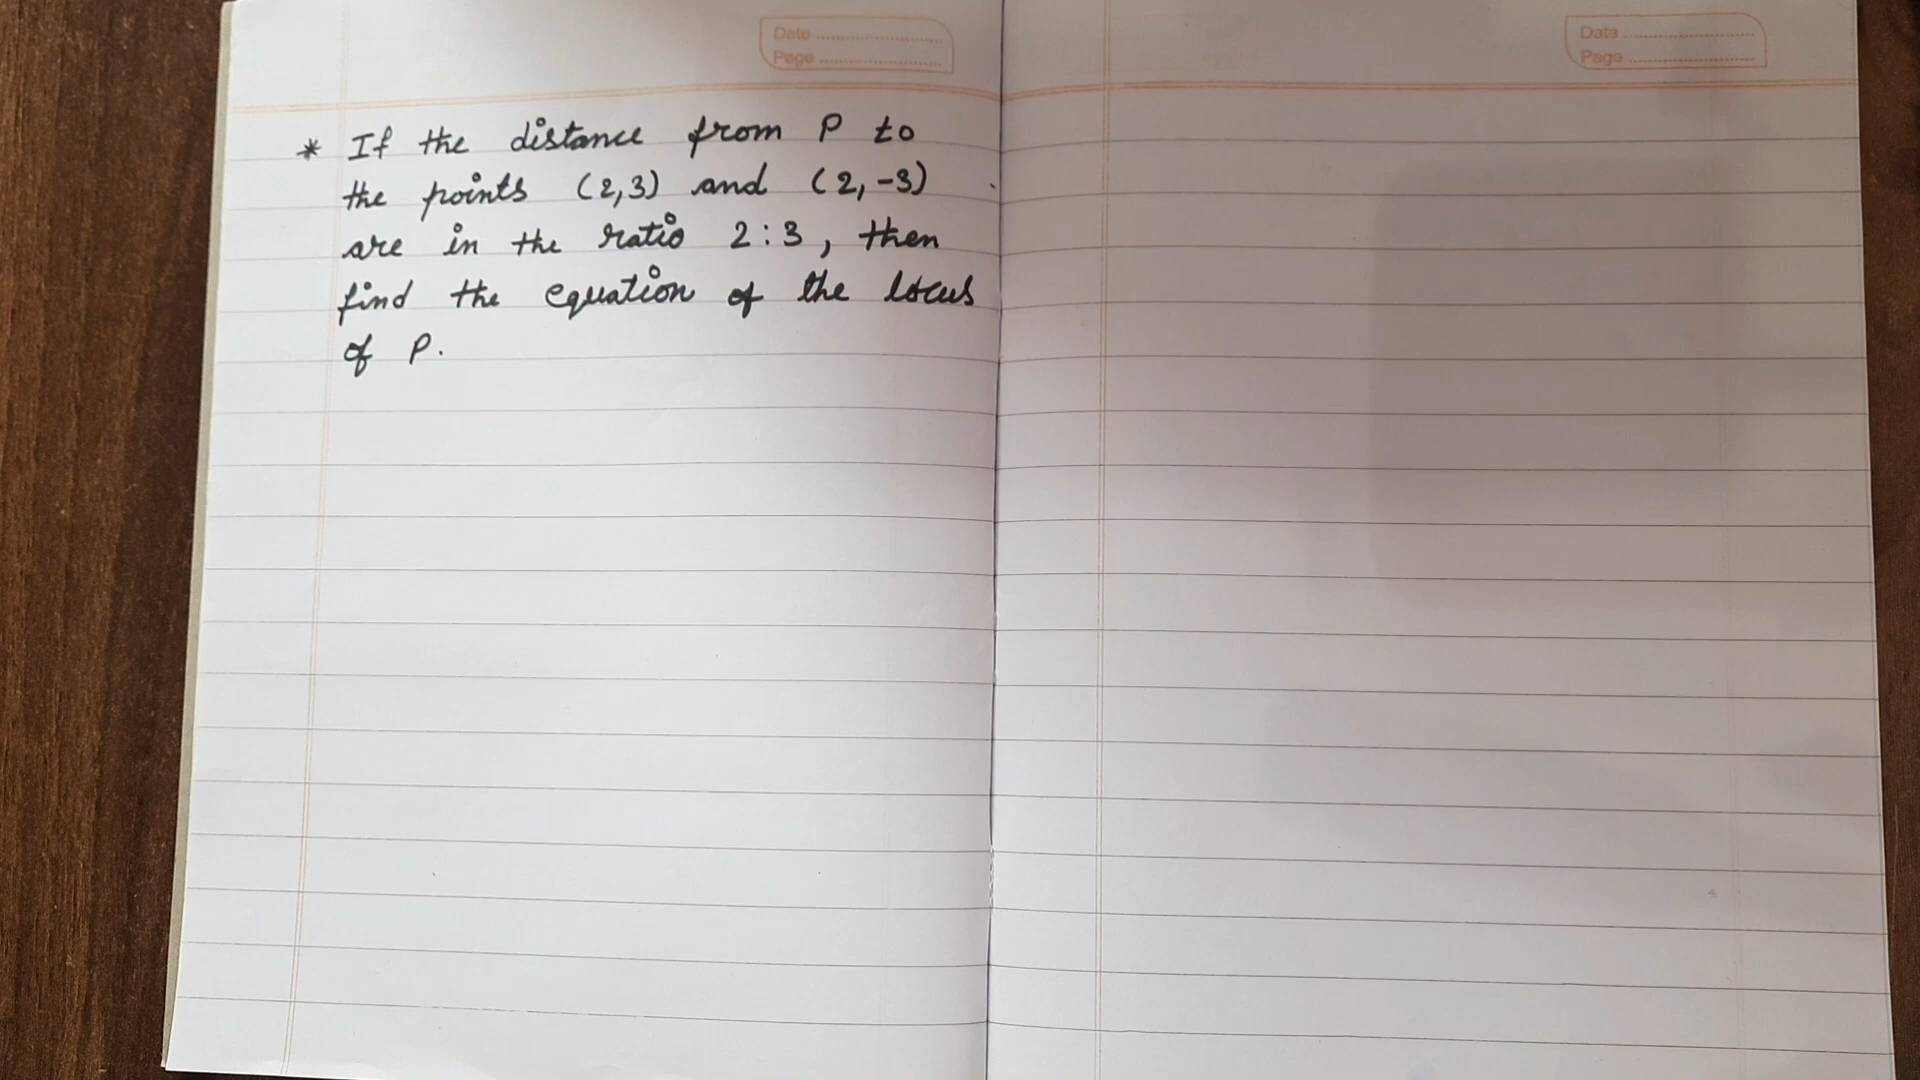 Date
Page
* If the distance from P to
the points (2,3) and (2,-3)
are in the ratio 2:3, then
find the equation of the locus
of P.
Date
Page